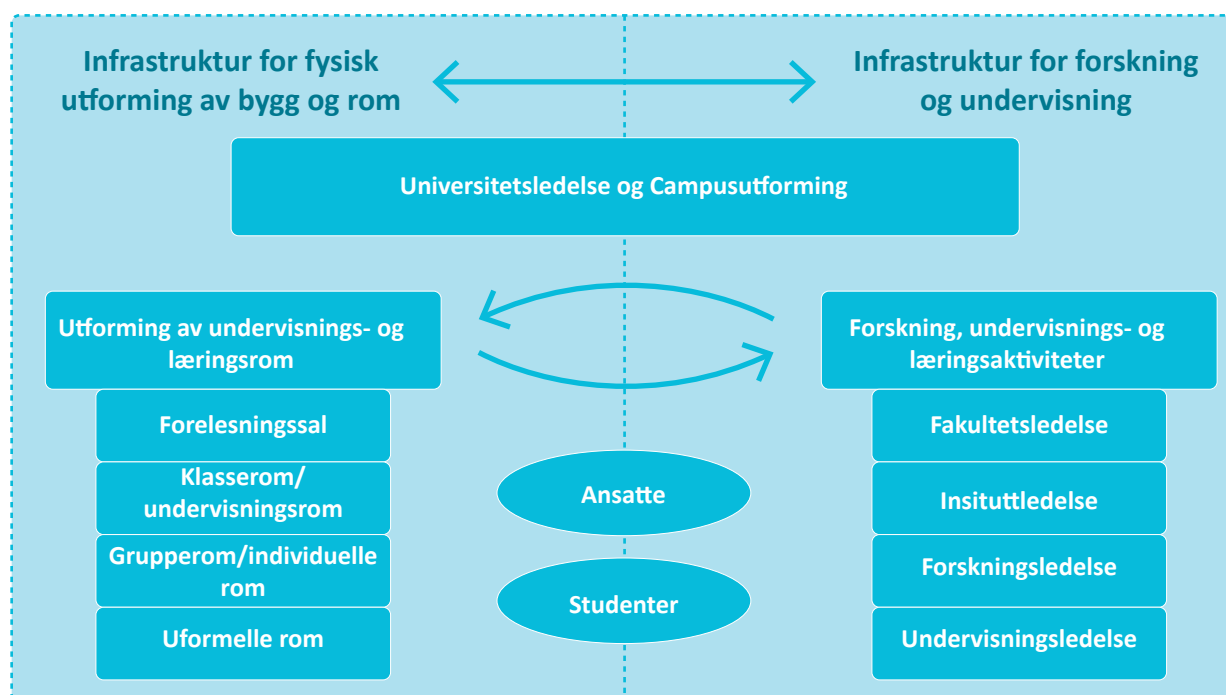 Infrastruktur for fysisk
utforming av bygg og rom
Infrastruktur for forskning
og undervisning
Universitetsledelse og Campusutforming
Utforming av undervisnings- og
læringsrom
Forelesningssal
Klasserom/
undervisningsrom
Grupperom/individuelle
rom
Uformelle rom
Ansatte
Studenter
Forskning, undervisnings- og
læringsaktiviteter
Fakultetsledelse
Insituttledelse
Forskningsledelse
Undervisningsledelse